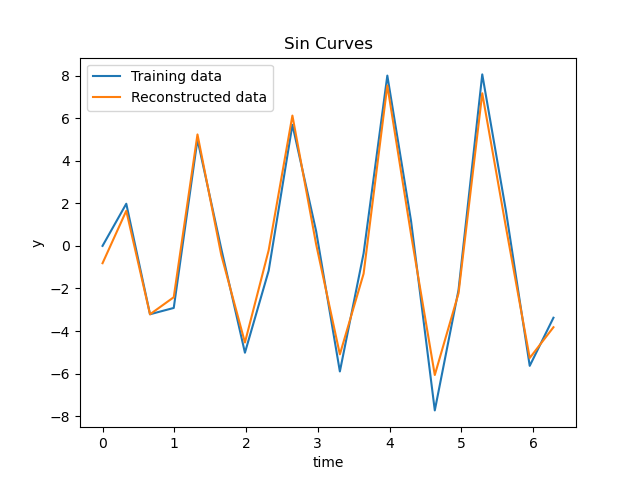 Sin Curves
Training data
Reconstructed data
8
6
4
2
0
−2
−4
−6
−8
y
0 1 2 3 4 5 6
time